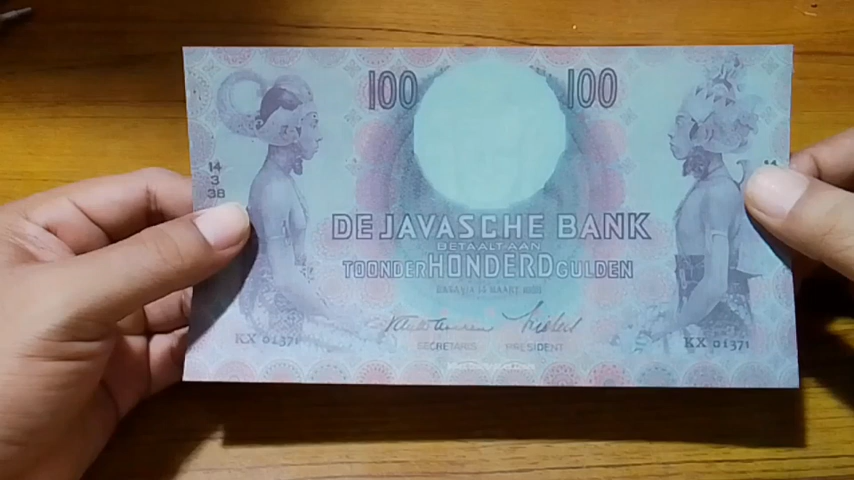 100 100
14
3
38
DE JAVASCHE BANK
BETAALT AAN
TOONDER HONDERD GULDEN
BATAVIA 14 MAART 1938
KX 01371 KX 01371
SECRETARIS PRESIDENT